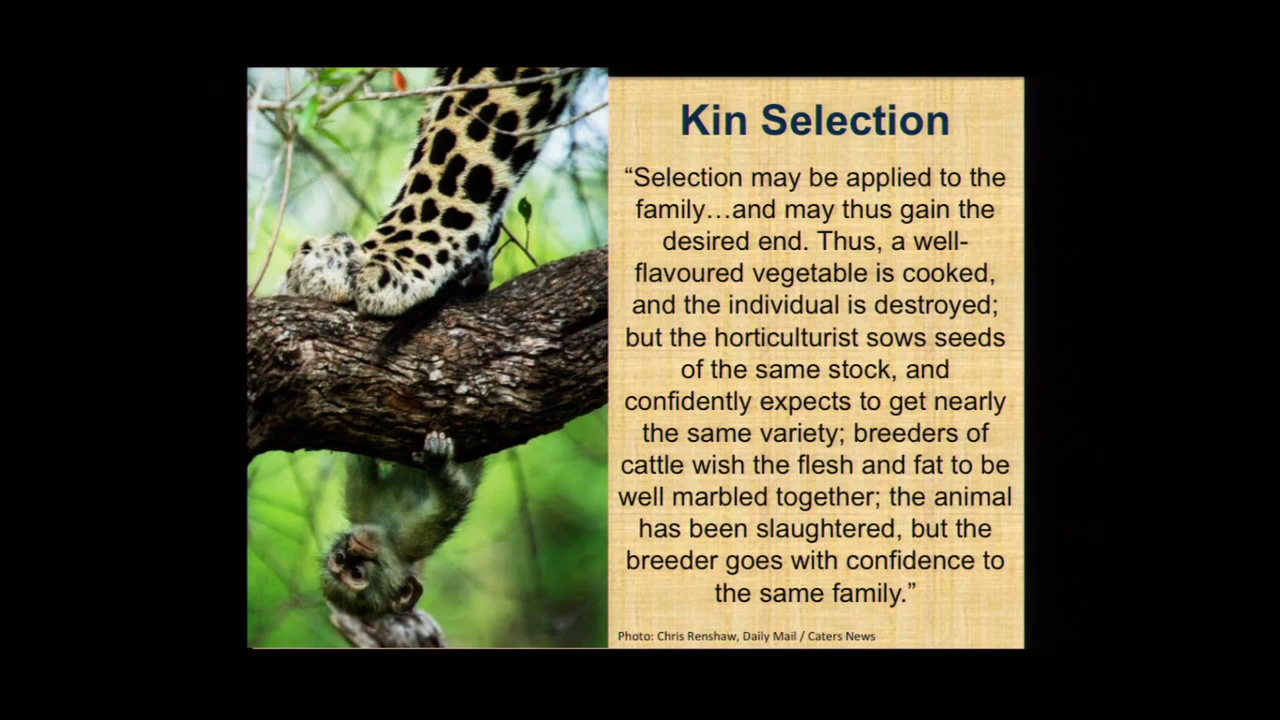 Kin Selection
“Selection may be applied to the
family…and may thus gain the
desired end. Thus, a well-
flavoured vegetable is cooked,
and the individual is destroyed;
but the horticulturist sows seeds
of the same stock, and
confidently expects to get nearly
the same variety; breeders of
cattle wish the flesh and fat to be
well marbled together; the animal
has been slaughtered, but the
breeder goes with confidence to
the same family.”
Photo: Chris Renshaw, Daily Mail / Caters News